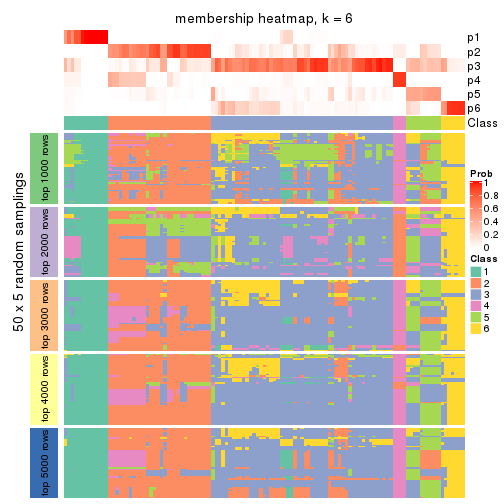 membership heatmap, k = 6
p1
p2
p3
p4
p5
p6
Class
50 x 5 random samplings
top 1000 rows
top 2000 rows
top 3000 rows
top 4000 rows
top 5000 rows
Prob
1
0.8
0.6
0.4
0.2
0
Class
1
2
3
4
5
6